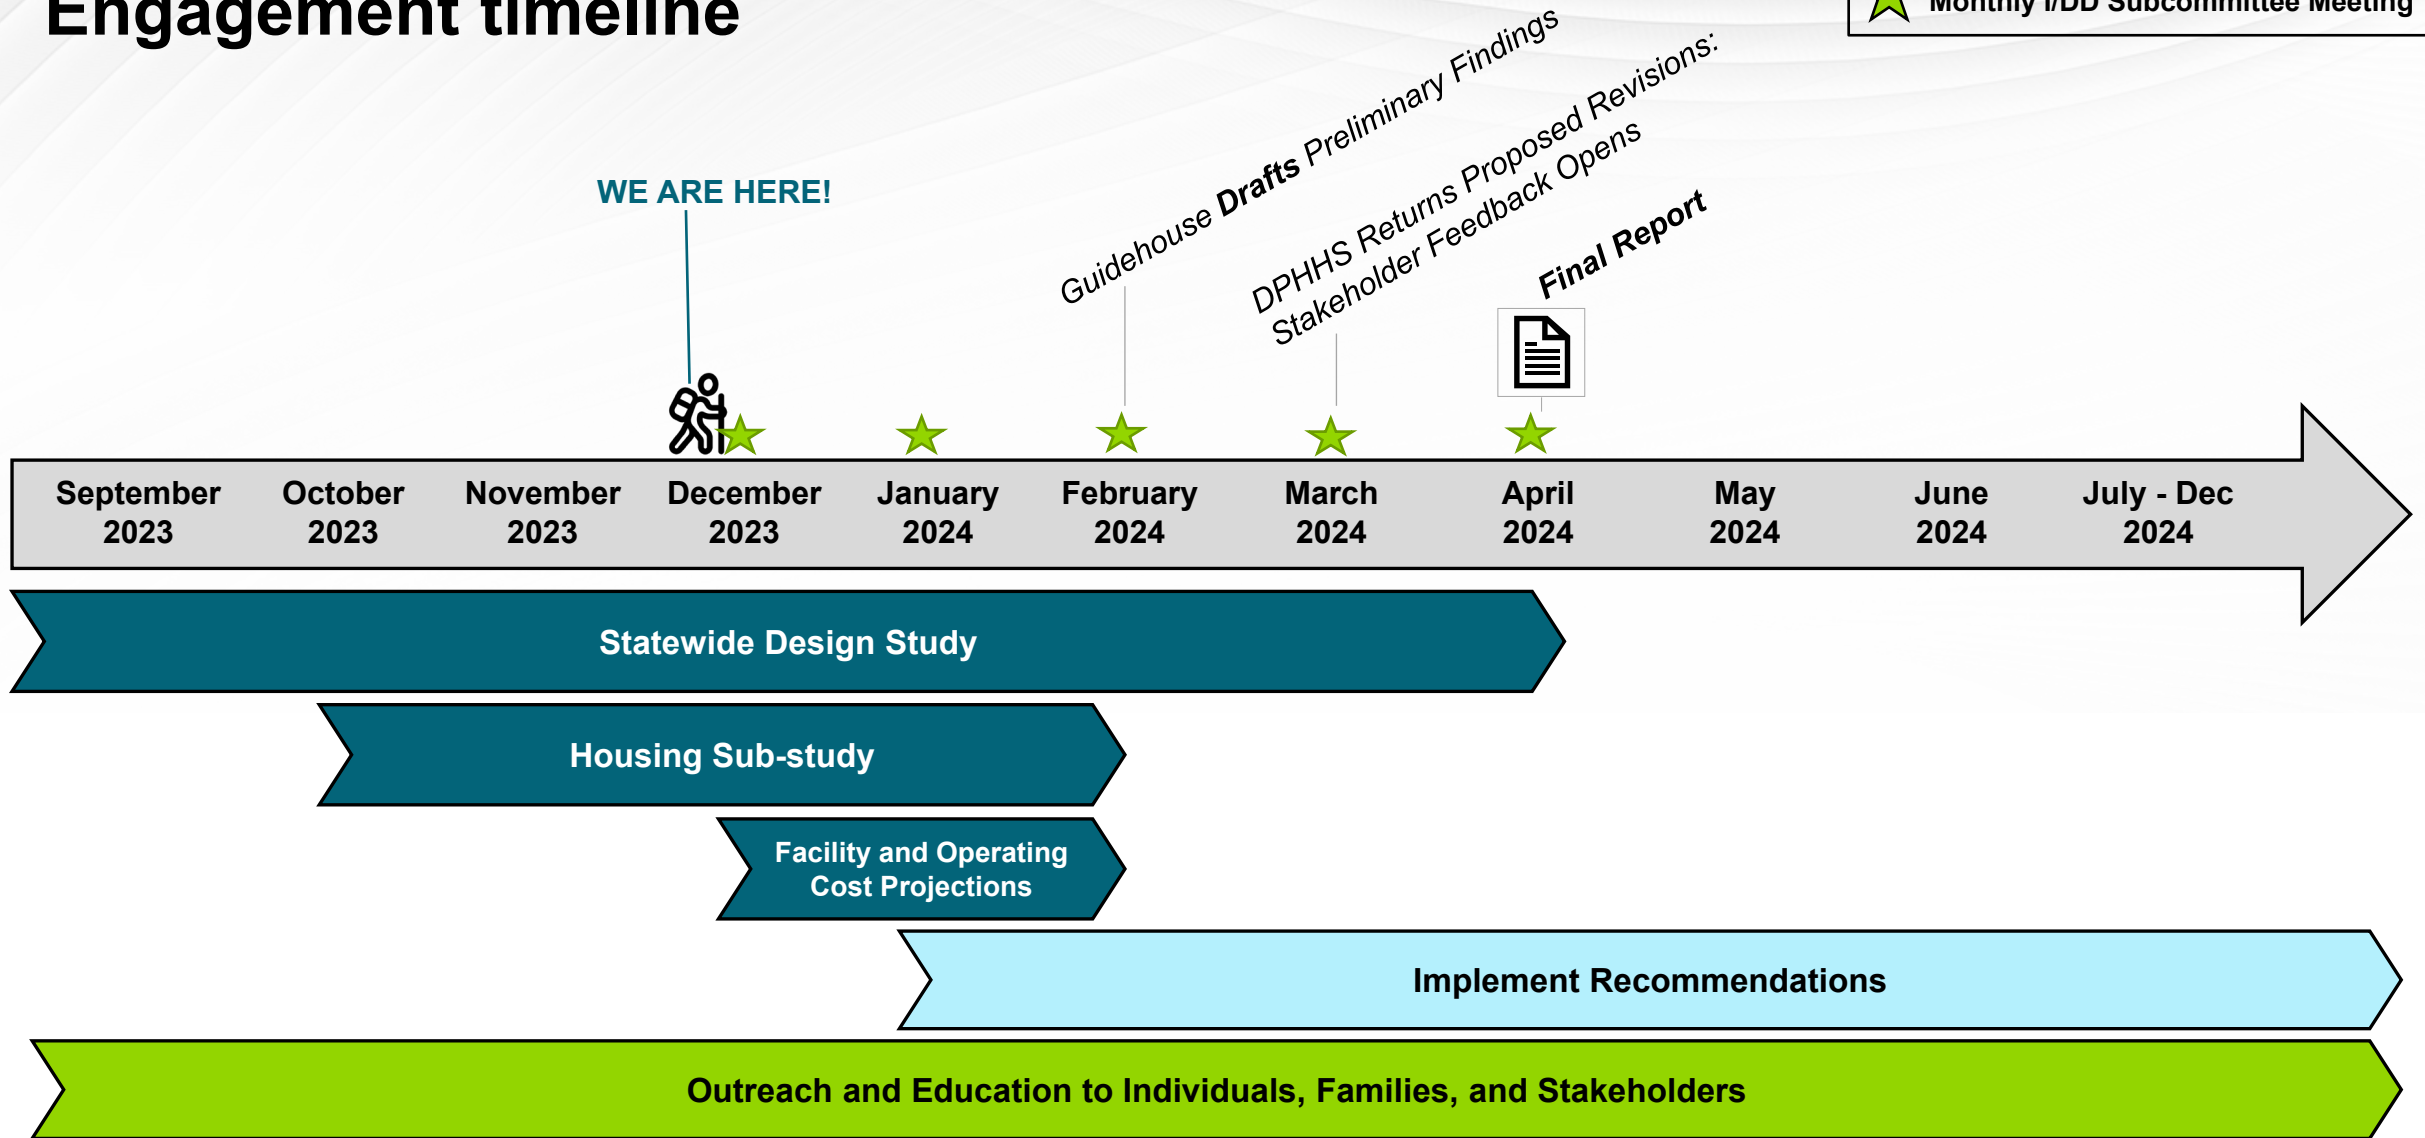 Engagement timeline
Monthly I/DD Subcommittee Meeting
WE ARE HERE!
Guidehouse Drafts Preliminary Findings
DPHHS Returns Proposed Revisions:
Stakeholder Feedback Opens
Final Report
September
2023
October
2023
November
2023
December
2023
January
2024
February
2024
March
2024
April
2024
May
2024
June
2024
July - Dec
2024
Statewide Design Study
Housing Sub-study
Facility and Operating
Cost Projections
Implement Recommendations
Outreach and Education to Individuals, Families, and Stakeholders